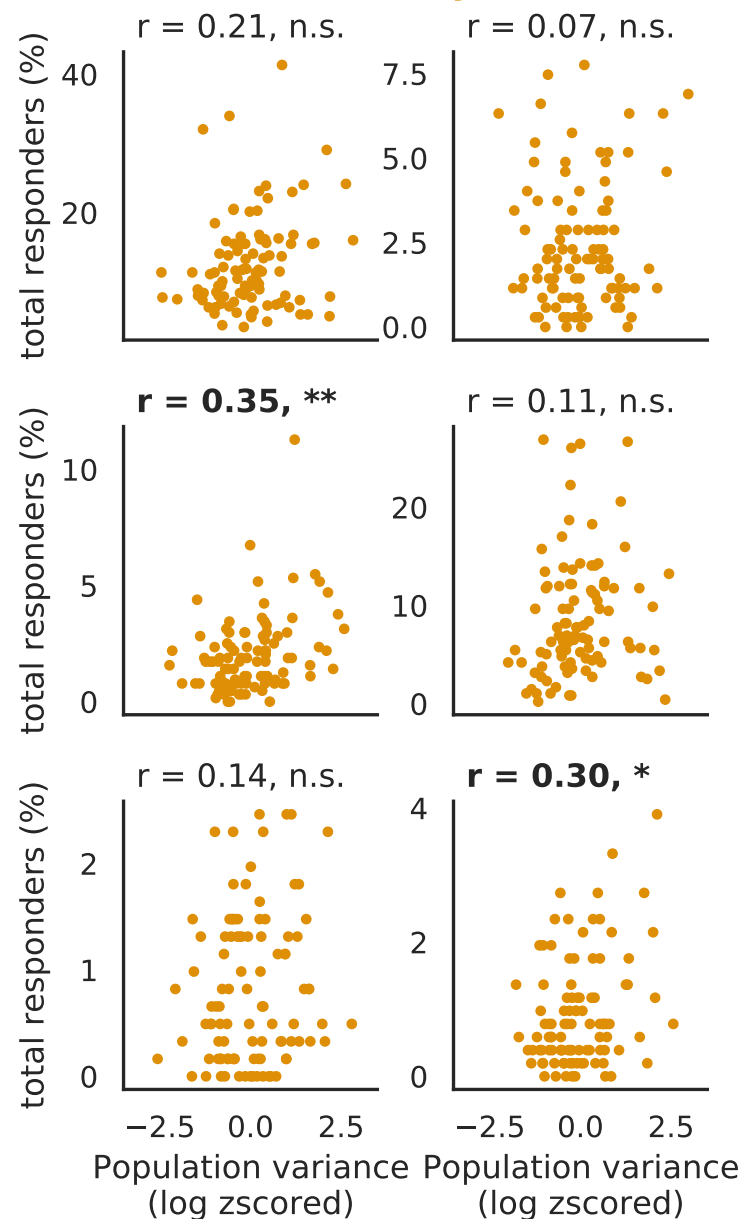 r = 0.21, n.s.
r = 0.07, n.s.
total responders (%)
40
20
7.5
5.0
2.5
0.0
r = 0.35, **
r = 0.11, n.s.
total responders (%)
10
5
0
20
10
0
r = 0.14, n.s.
r = 0.30, *
total responders (%)
2
1
0
4
2
0
−2.5 0.0 2.5
−2.5 0.0 2.5
Population variance
(log zscored)
Population variance
(log zscored)